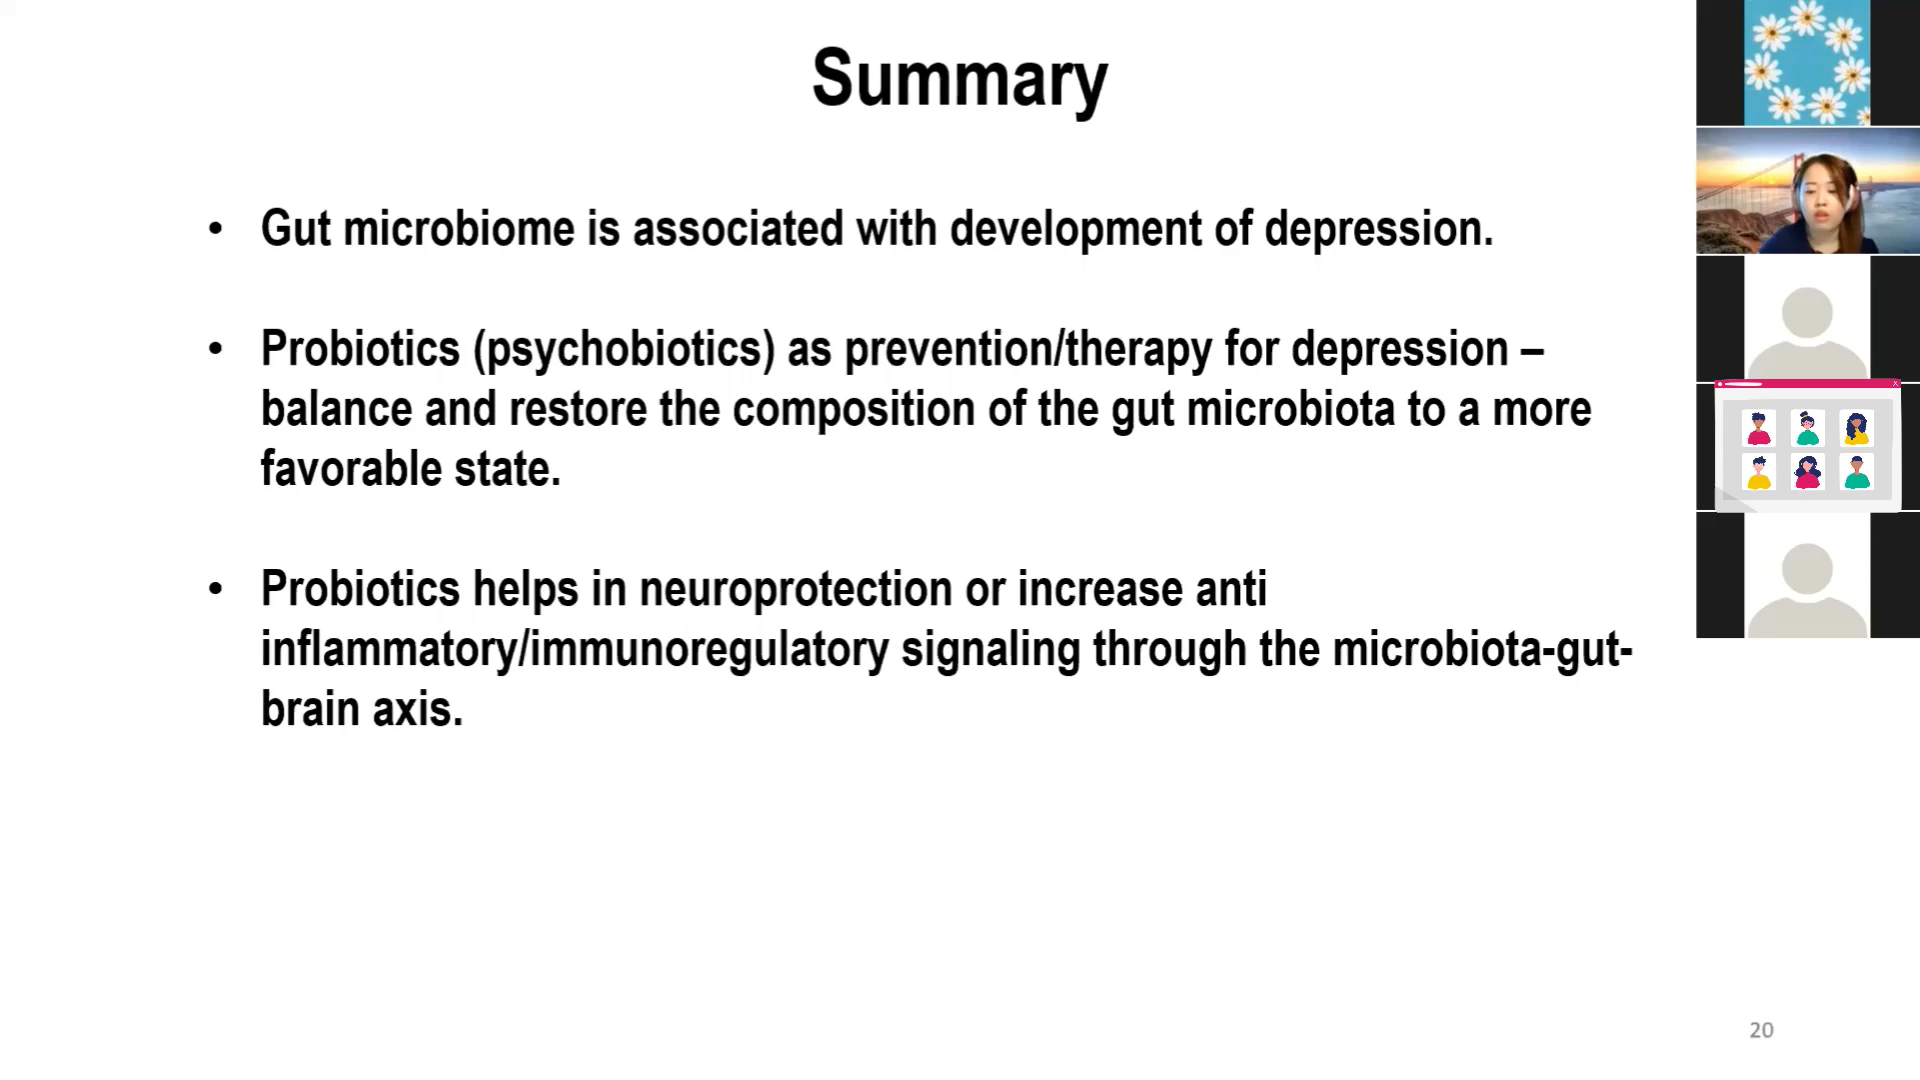 Summary
• Gut microbiome is associated with development of depression.
• Probiotics (psychobiotics) as prevention/therapy for depression –
balance and restore the composition of the gut microbiota to a more
favorable state.
• Probiotics helps in neuroprotection or increase anti
inflammatory/immunoregulatory signaling through the microbiota-gut-
brain axis.
20